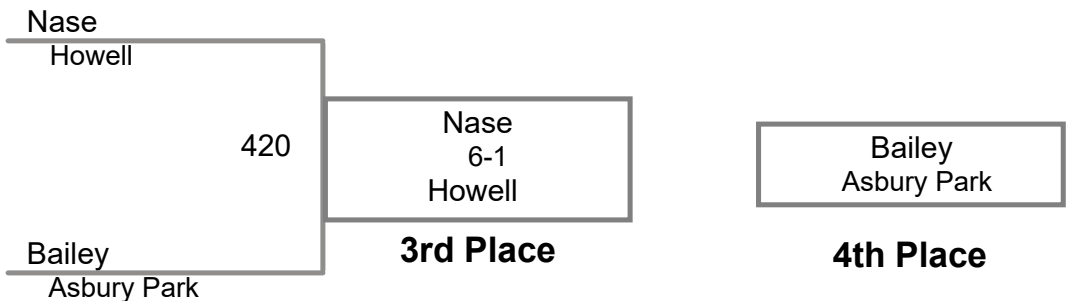 Nase
Howell
420
Nase
6-1
Howell
3rd Place
Bailey
Asbury Park
Bailey
Asbury Park
4th Place